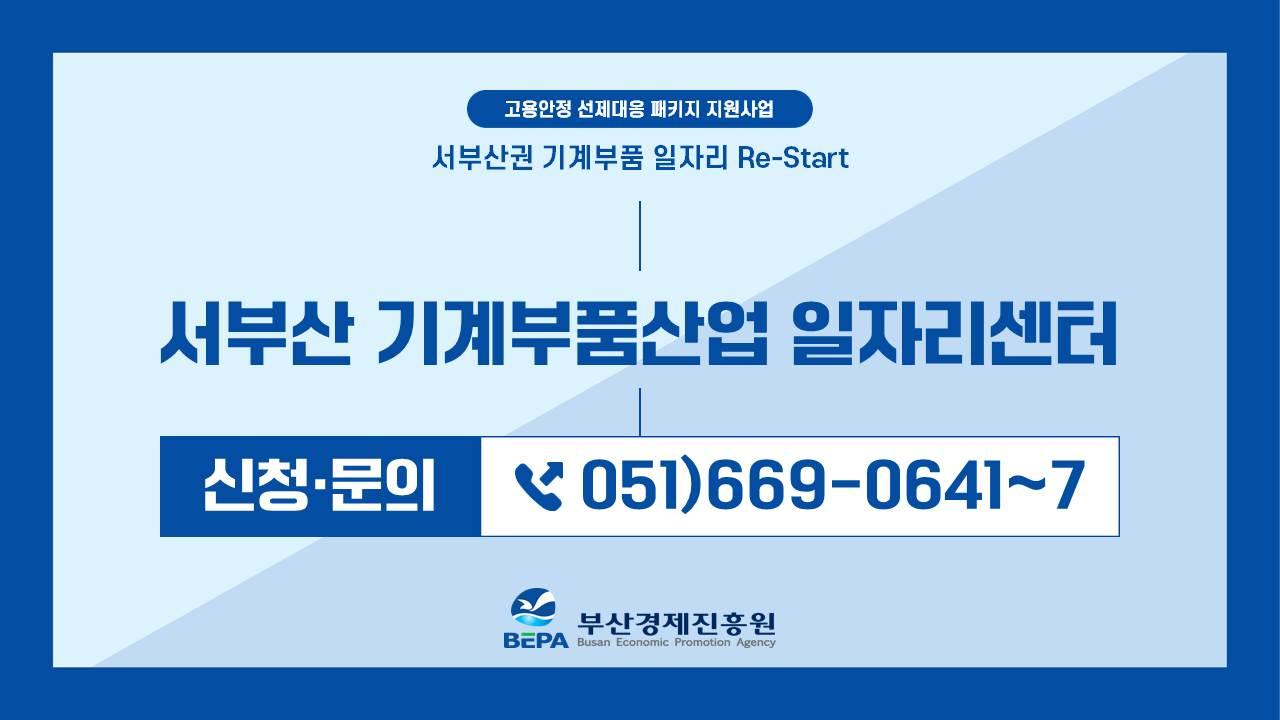 고용안정 선제대응 패키지 지원사업
서부산권 기계부품 일자리 Re-Start
서부산 기계부품산업 일자리센터
신청·문의 051)669-0641~7
BEPA 부산경제진흥원
Busan Economic Promotion Agency